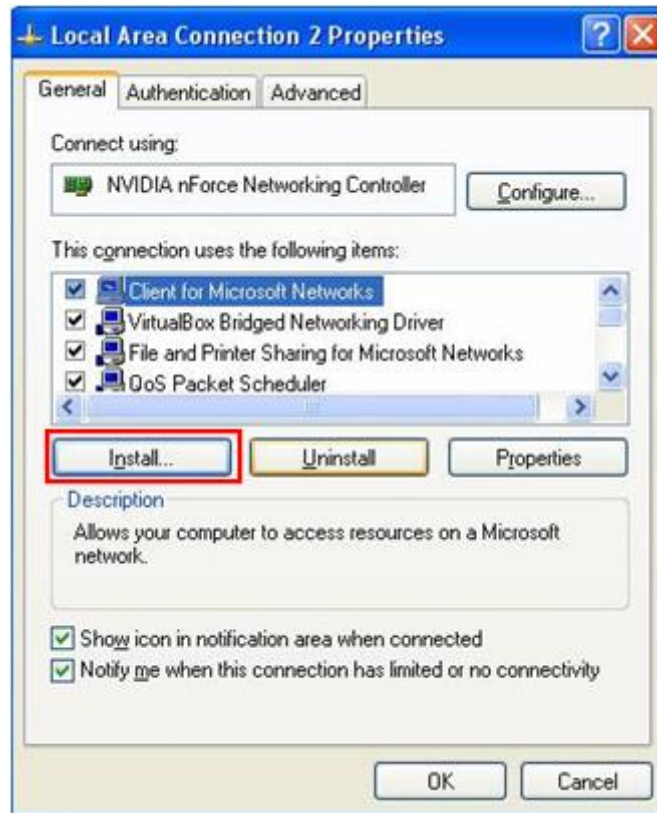 Local Area Connection 2 Properties
General Authentication Advanced
Connect using:
NVIDIA nForce Networking Controller
Configure...
This connection uses the following items:
Client for Microsoft Networks
VirtualBox Bridged Networking Driver
File and Printer Sharing for Microsoft Networks
QoS Packet Scheduler
Install... Uninstall Properties
Description
Allows your computer to access resources on a Microsoft
network.
Show icon in notification area when connected
Notify me when this connection has limited or no connectivity
OK Cancel